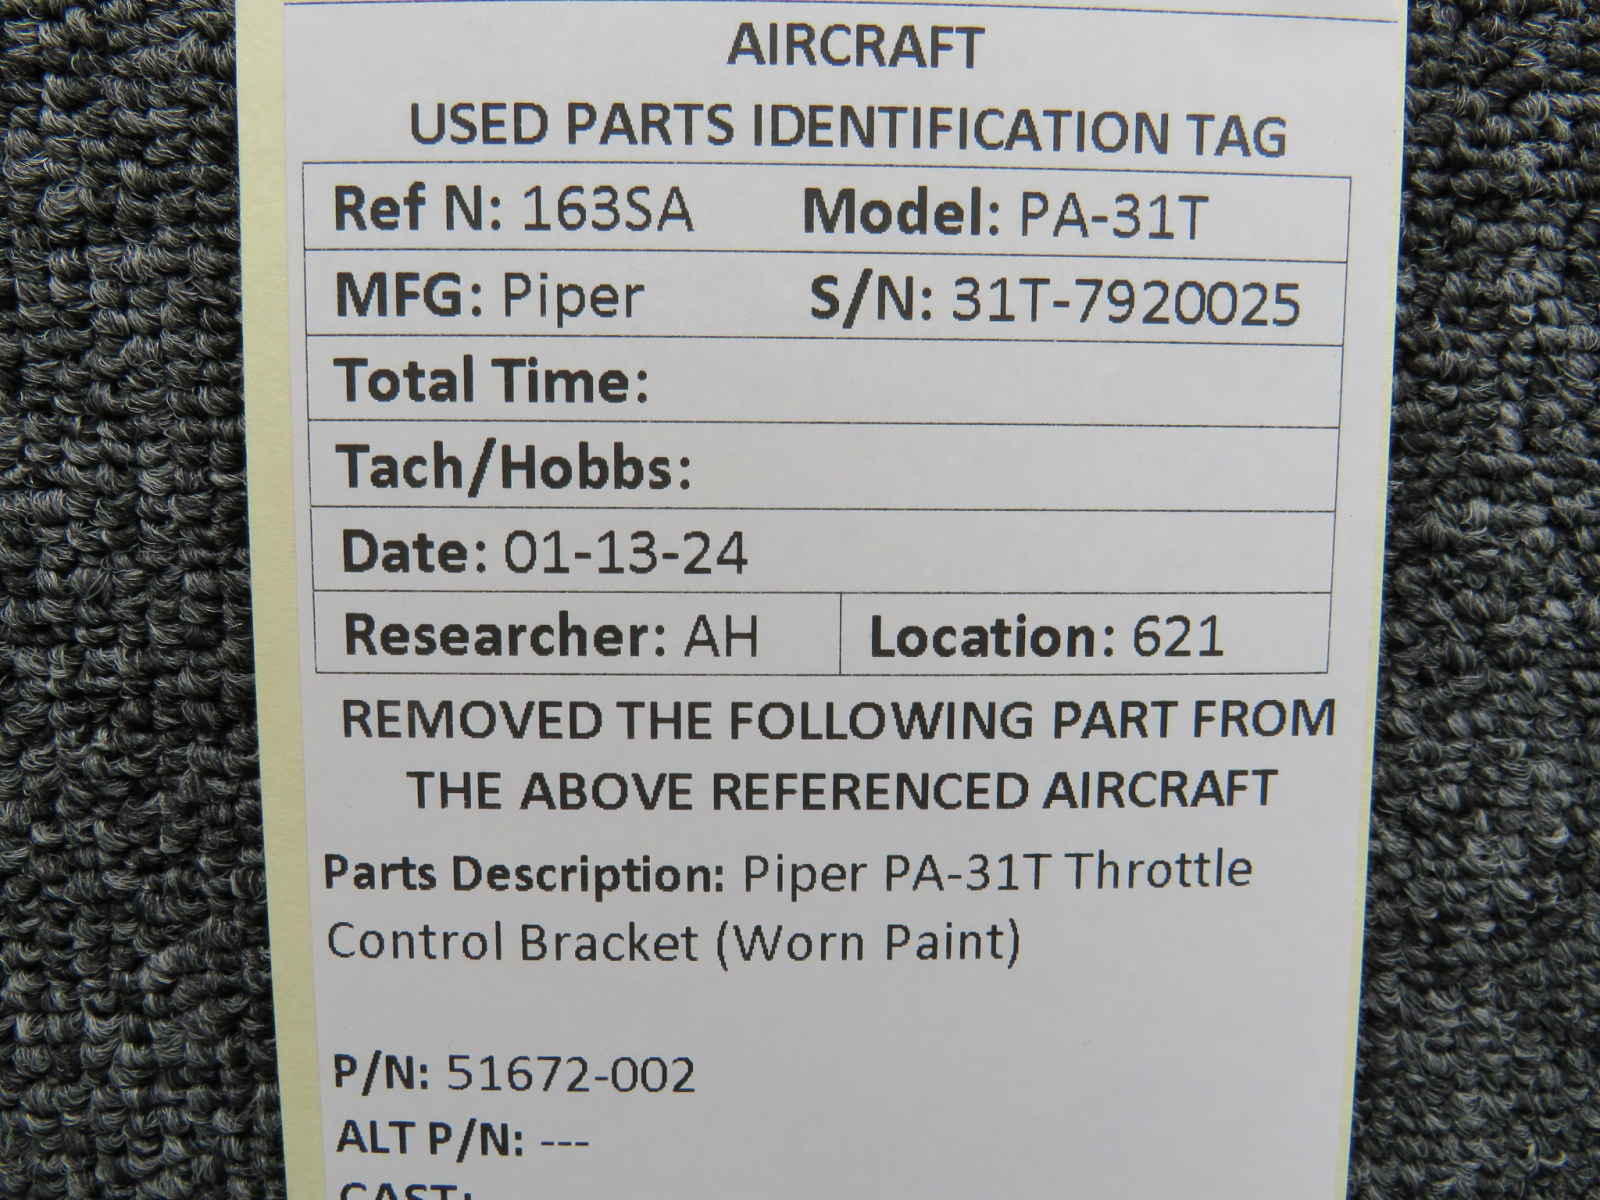 AIRCRAFT
USED PARTS IDENTIFICATION TAG
Ref N: 163SA Model: PA-31T
MFG: Piper S/N: 31T-7920025
Total Time:
Tach/Hobbs:
Date: 01-13-24
Researcher: AH Location: 621
REMOVED THE FOLLOWING PART FROM
THE ABOVE REFERENCED AIRCRAFT
Parts Description: Piper PA-31T Throttle
Control Bracket (Worn Paint)
P/N: 51672-002
ALT P/N: ---
CAST: